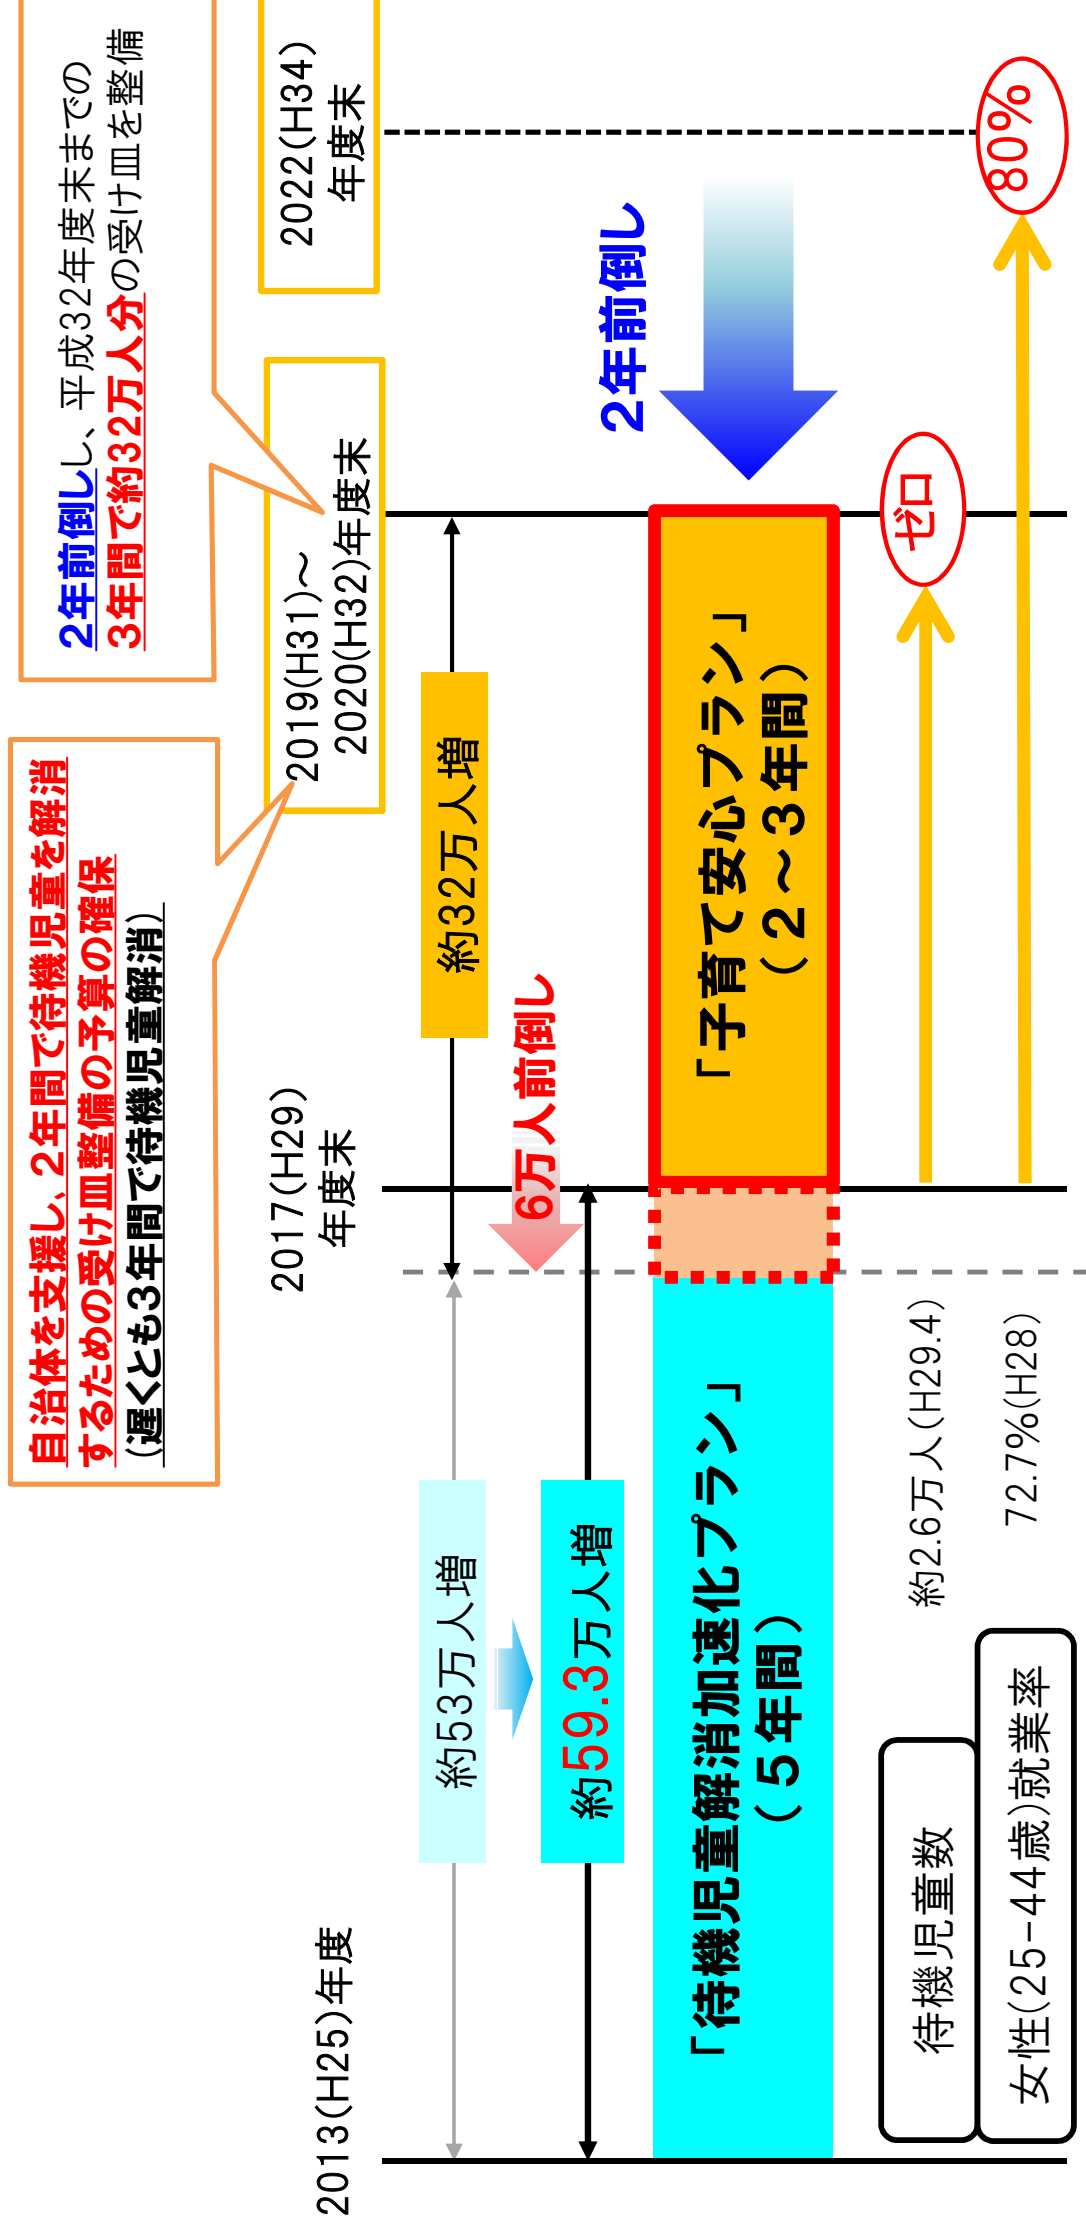 自治体を支援し、２年間で待機児童を解消
するための受け皿整備の予算の確保
(遅くとも３年間で待機児童解消)
2年前倒しし、平成32年度末までの
3年間で約32万人分の受け皿を整備
2013(H25)年度
2017(H29)
年度末
2019(H31)～
2020(H32)年度末
2022(H34)
年度末
約53万人増
約32万人増
6万人前倒し
約59.3万人増
2年前倒し
「待機児童解消加速化プラン」
（５年間）
「子育て安心プラン」
（２～３年間）
待機児童数
約2.6万人(H29.4)
ゼロ
女性(25−44歳)就業率
72.7%(H28)
80%